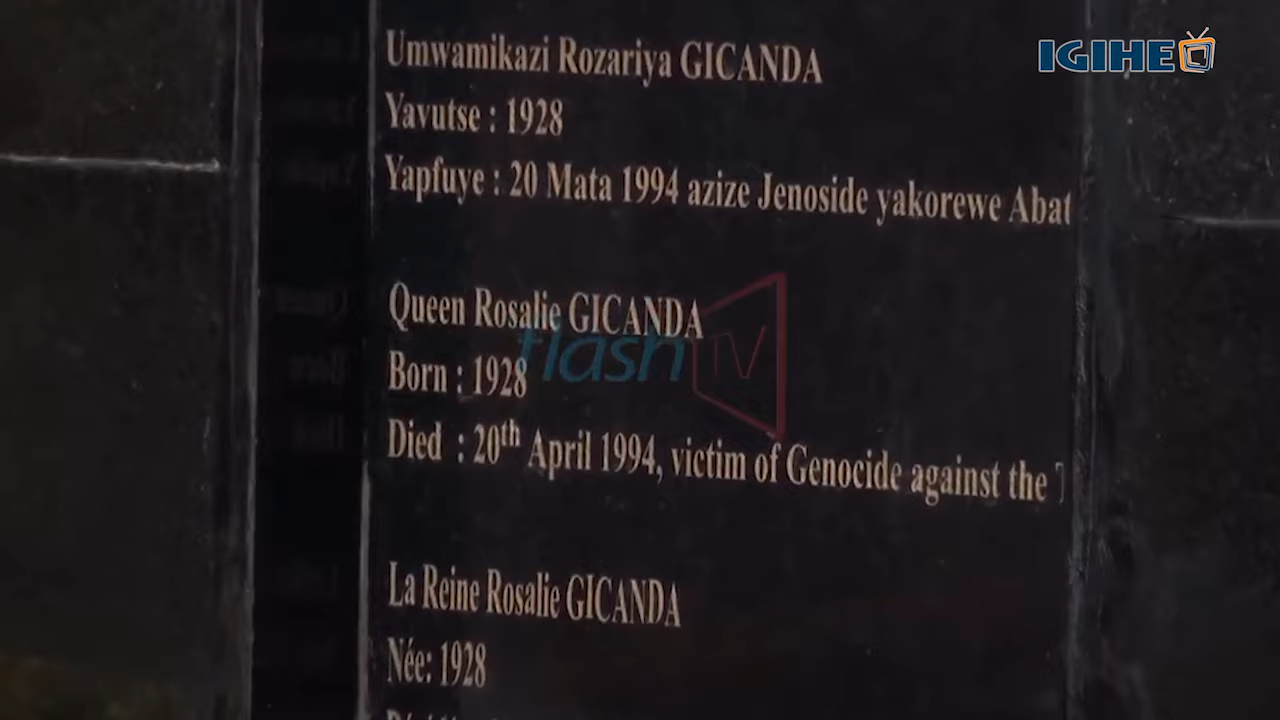 IGIHE
Umwamikazi Rozariya GICANDA
Yavutse : 1928
Yapfuye : 20 Mata 1994 azize Jenoside yakorewe
Queen Rosalie GICANDA
flash TV
Born : 1928
Died : 20th April 1994, victim of Genocide against the
La Reine Rosalie GICANDA
Née: 1928